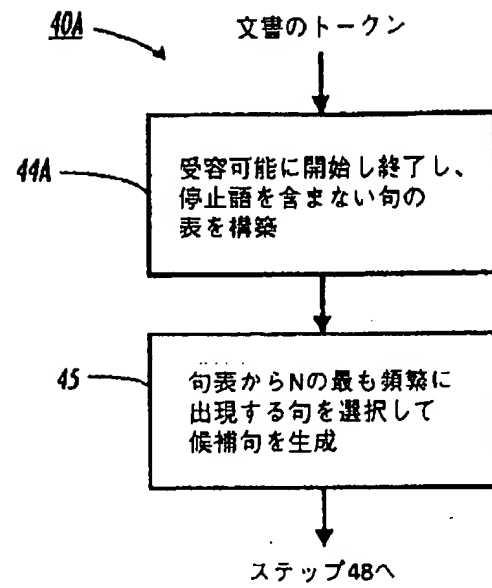 40A
文書のトークン
44A
受容可能に開始し終了し、
停止語を含まない句の
表を構築
45
句表からNの最も頻繁に
出現する句を選択して
候補句を生成
ステップ48へ